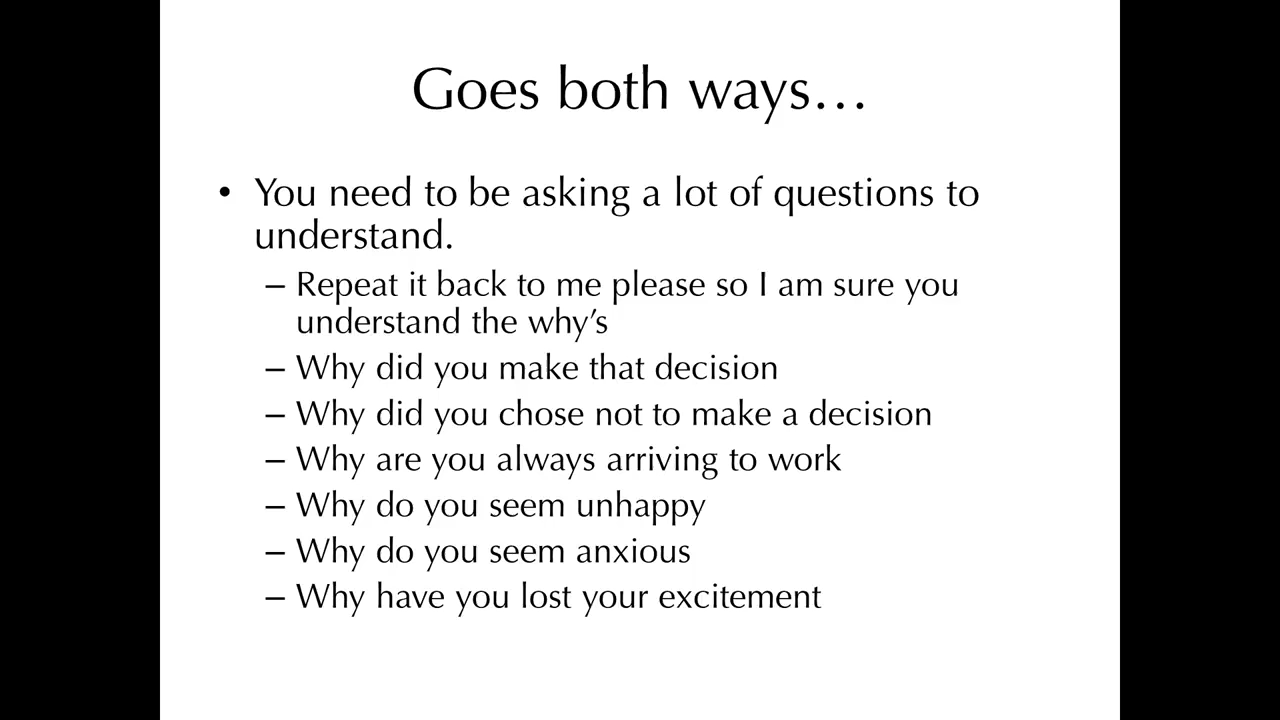 Goes both ways…
• You need to be asking a lot of questions to
understand.
– Repeat it back to me please so I am sure you
understand the why’s
– Why did you make that decision
– Why did you chose not to make a decision
– Why are you always arriving to work
– Why do you seem unhappy
– Why do you seem anxious
– Why have you lost your excitement